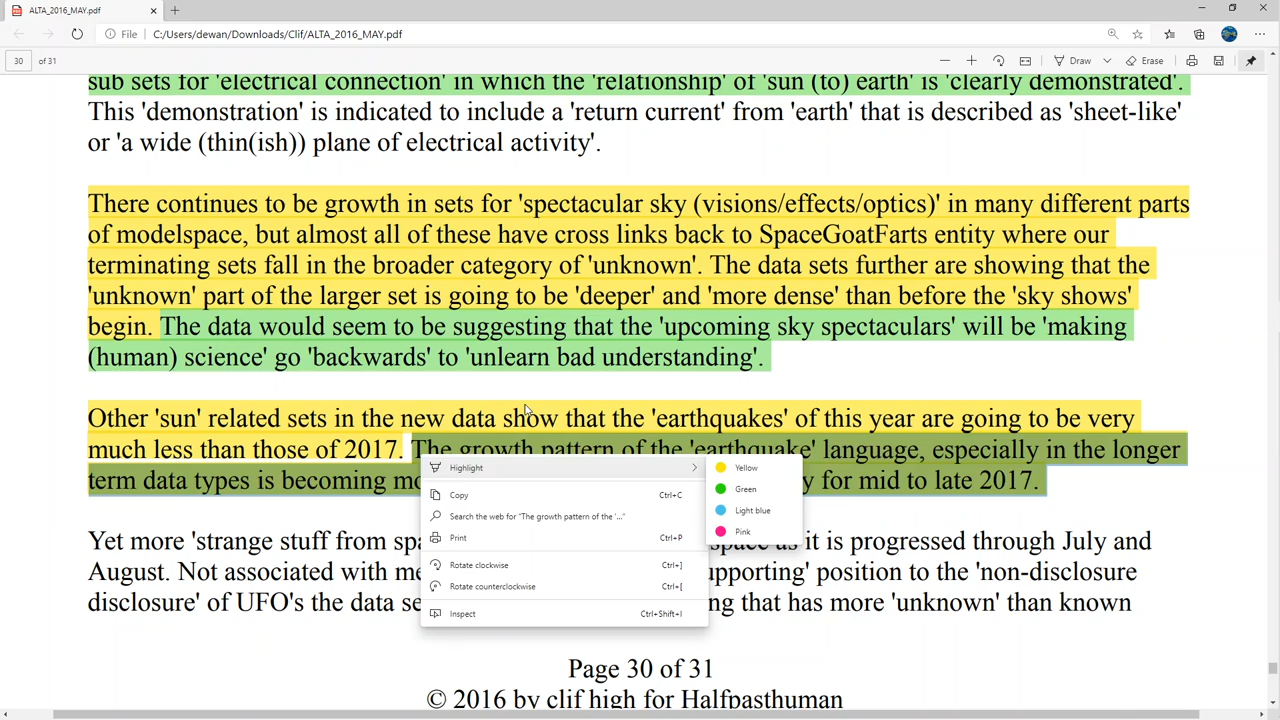 ALTA_2016_MAY.pdf
File C:/Users/dewan/Downloads/Clif/ALTA_2016_MAY.pdf
30 of 31 Draw Erase
sub sets for 'electrical connection' in which the 'relationship' of 'sun (to) earth' is 'clearly demonstrated'.
This 'demonstration' is indicated to include a 'return current' from 'earth' that is described as 'sheet-like'
or 'a wide (thin(ish)) plane of electrical activity'.
There continues to be growth in sets for 'spectacular sky (visions/effects/optics)' in many different parts
of modelspace, but almost all of these have cross links back to SpaceGoatFarts entity where our
terminating sets fall in the broader category of 'unknown'. The data sets further are showing that the
'unknown' part of the larger set is going to be 'deeper' and 'more dense' than before the 'sky shows'
begin. The data would seem to be suggesting that the 'upcoming sky spectaculars' will be 'making
(human) science' go 'backwards' to 'unlearn bad understanding'.
Other 'sun' related sets in the new data show that the 'earthquakes' of this year are going to be very
much less than those of 2017. The growth pattern of the 'earthquake' language, especially in the longer
term data types is becoming for mid to late 2017.
Yet more 'strange stuff from it is progressed through July and
August. Not associated with position to the 'non-disclosure
disclosure' of UFO's the data that has more 'unknown' than known
Highlight
Copy Ctrl+C
Search the web for "The growth pattern of the '..."
Print Ctrl+P
Rotate clockwise Ctrl+]
Rotate counterclockwise Ctrl+[
Inspect Ctrl+Shift+I
Yellow
Green
Light blue
Pink
Page 30 of 31
© 2016 by clif high for Halfpasthuman